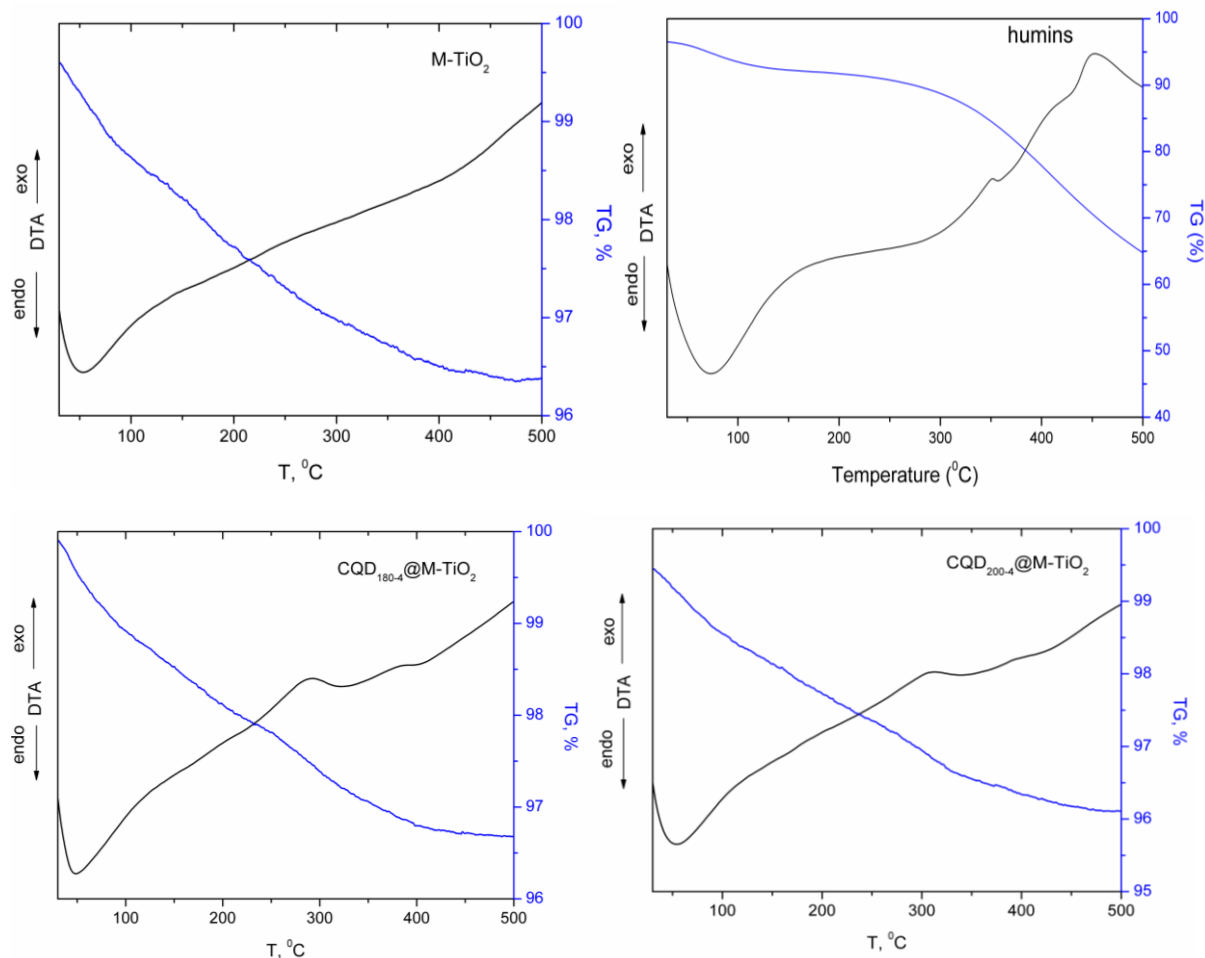 M-TiO₂
100
99
98
97
96
TG, %
endo DTA exo
100 200 300 400 500
T, ⁰C
humins
100
90
80
70
60
50
40
TG (%)
endo DTA exo
100 200 300 400 500
Temperature (⁰C)
CQD₁₈₀₋₄@M-TiO₂
100
99
98
97
96
TG, %
endo DTA exo
100 200 300 400 500
T, ⁰C
CQD₂₀₀₋₄@M-TiO₂
100
99
98
97
96
95
TG, %
endo DTA exo
100 200 300 400 500
T, ⁰C